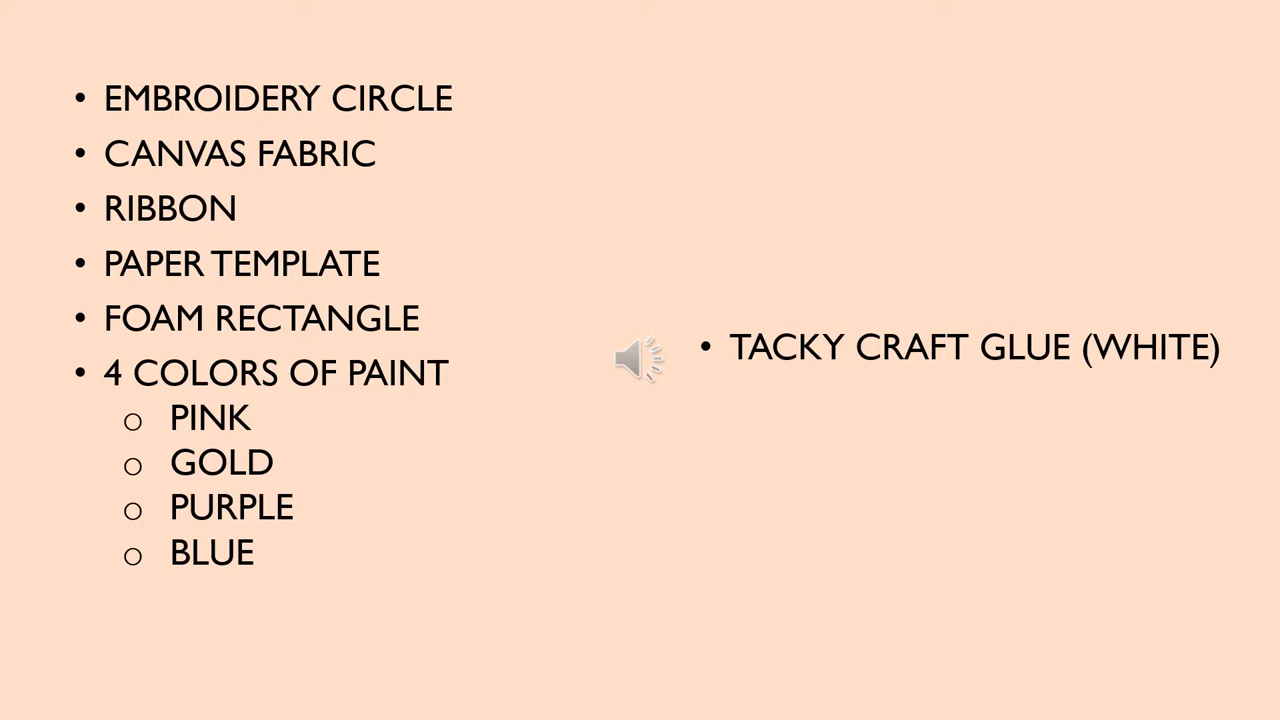 • EMBROIDERY CIRCLE
• CANVAS FABRIC
• RIBBON
• PAPER TEMPLATE
• FOAM RECTANGLE
• 4 COLORS OF PAINT
o PINK
o GOLD
o PURPLE
o BLUE
• TACKY CRAFT GLUE (WHITE)